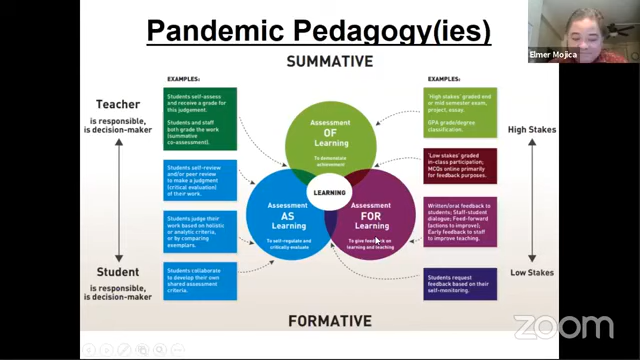 Pandemic Pedagogy(ies)
Elmer Mojica
SUMMATIVE
EXAMPLES:
Students self-assess
and receive a grade for
this judgement.
Students and staff
both grade the work
(summative
co-assessment).
Students self-review
and/or peer review
to make a judgment
(critical evaluation)
of their work.
Students judge their
work based on holistic
or analytic criteria, or
by comparing
exemplars.
Students collaborate
to develop their own
shared assessment
criteria.
Teacher
is responsible,
is decision-maker
Student
is responsible,
is decision-maker
Assessment
OF
Learning
To demonstrate
achievement
LEARNING
Assessment
AS
Learning
To self-regulate and
critically evaluate
Assessment
FOR
Learning
To give feedback on
learning and teaching
EXAMPLES:
'High stakes' graded end
or mid semester exam,
project, essay.
GPA grade/degree
classification.
'Low stakes' graded
in-class participation;
MCQs online primarily
for feedback purposes.
Written/oral feedback to
students; Staff-student
dialogue; Feed-forward
(actions to improve);
Early feedback to staff
to improve teaching.
Students request
feedback based on their
self-monitoring.
High Stakes
Low Stakes
FORMATIVE
zoom